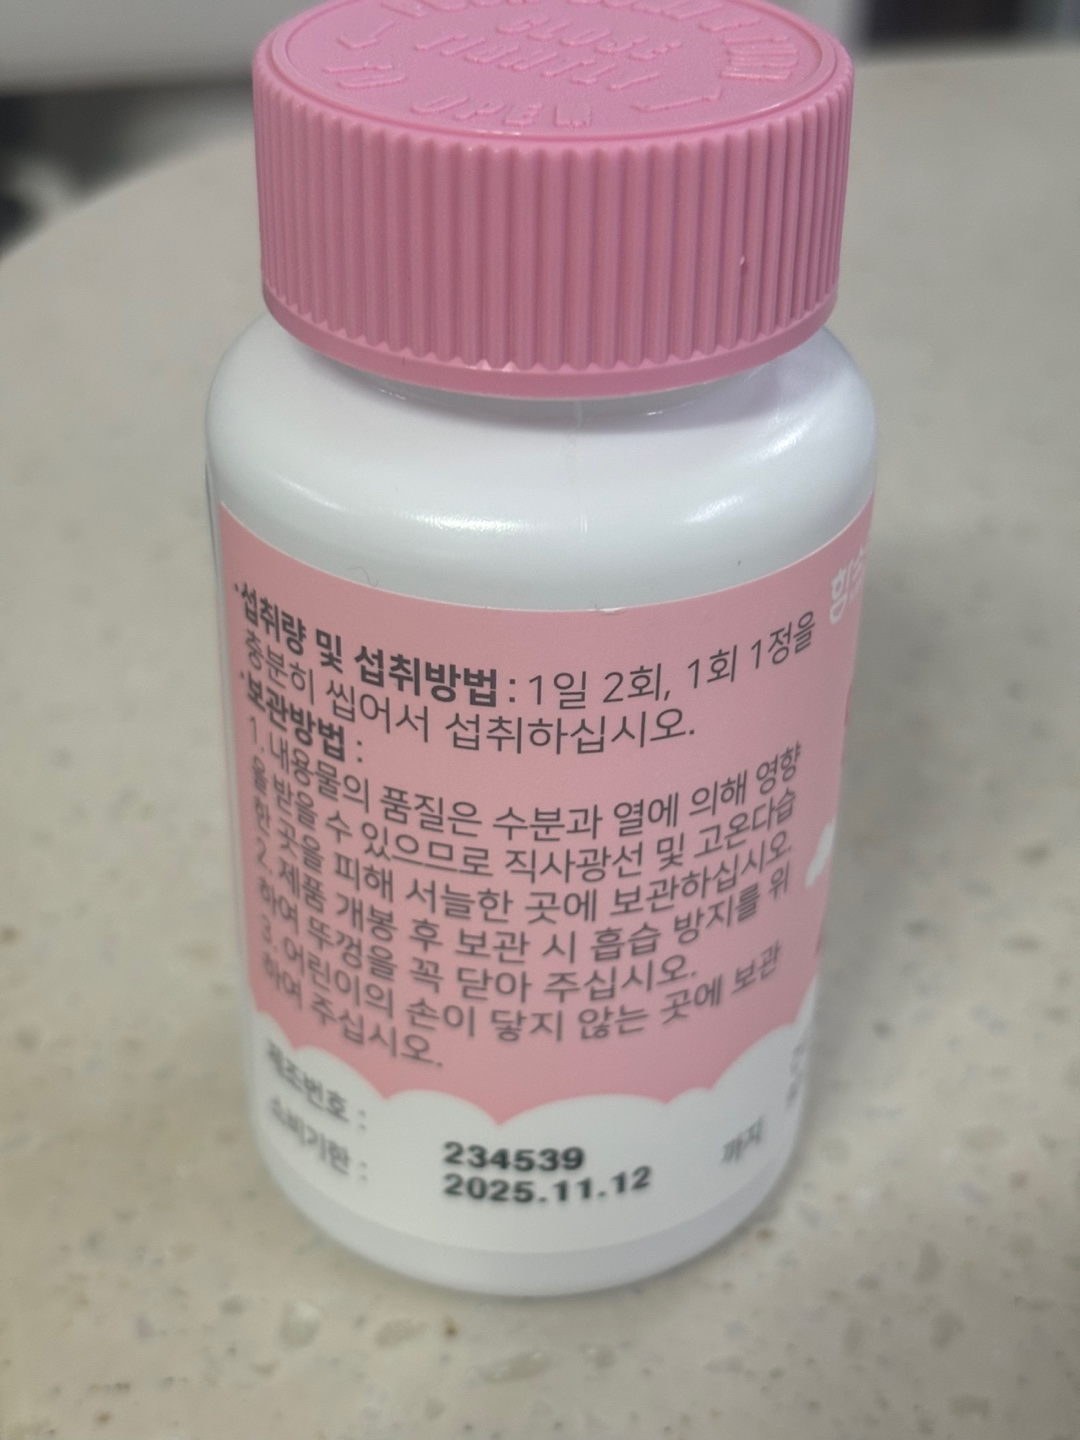 CLOSE
TIGHTLY
TO OPEN
·섭취량 및 섭취방법 : 1일 2회, 1회 1정을
충분히 씹어서 섭취하십시오.
·보관방법 :
1. 내용물의 품질은 수분과 열에 의해 영향
을 받을 수 있으므로 직사광선 및 고온다습
한 곳을 피해 서늘한 곳에 보관하십시오.
2. 제품 개봉 후 보관 시 흡습 방지를 위
하여 뚜껑을 꼭 닫아 주십시오.
3. 어린이의 손이 닿지 않는 곳에 보관
하여 주십시오.
제조번호 : 234539
소비기한 : 2025.11.12 까지